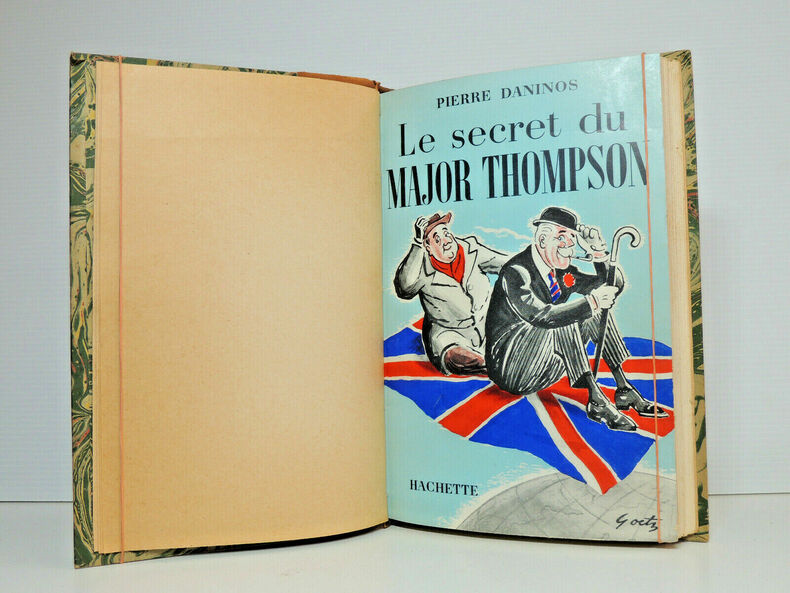 PIERRE DANINOS
Le secret du
MAJOR THOMPSON
HACHETTE
Goetz